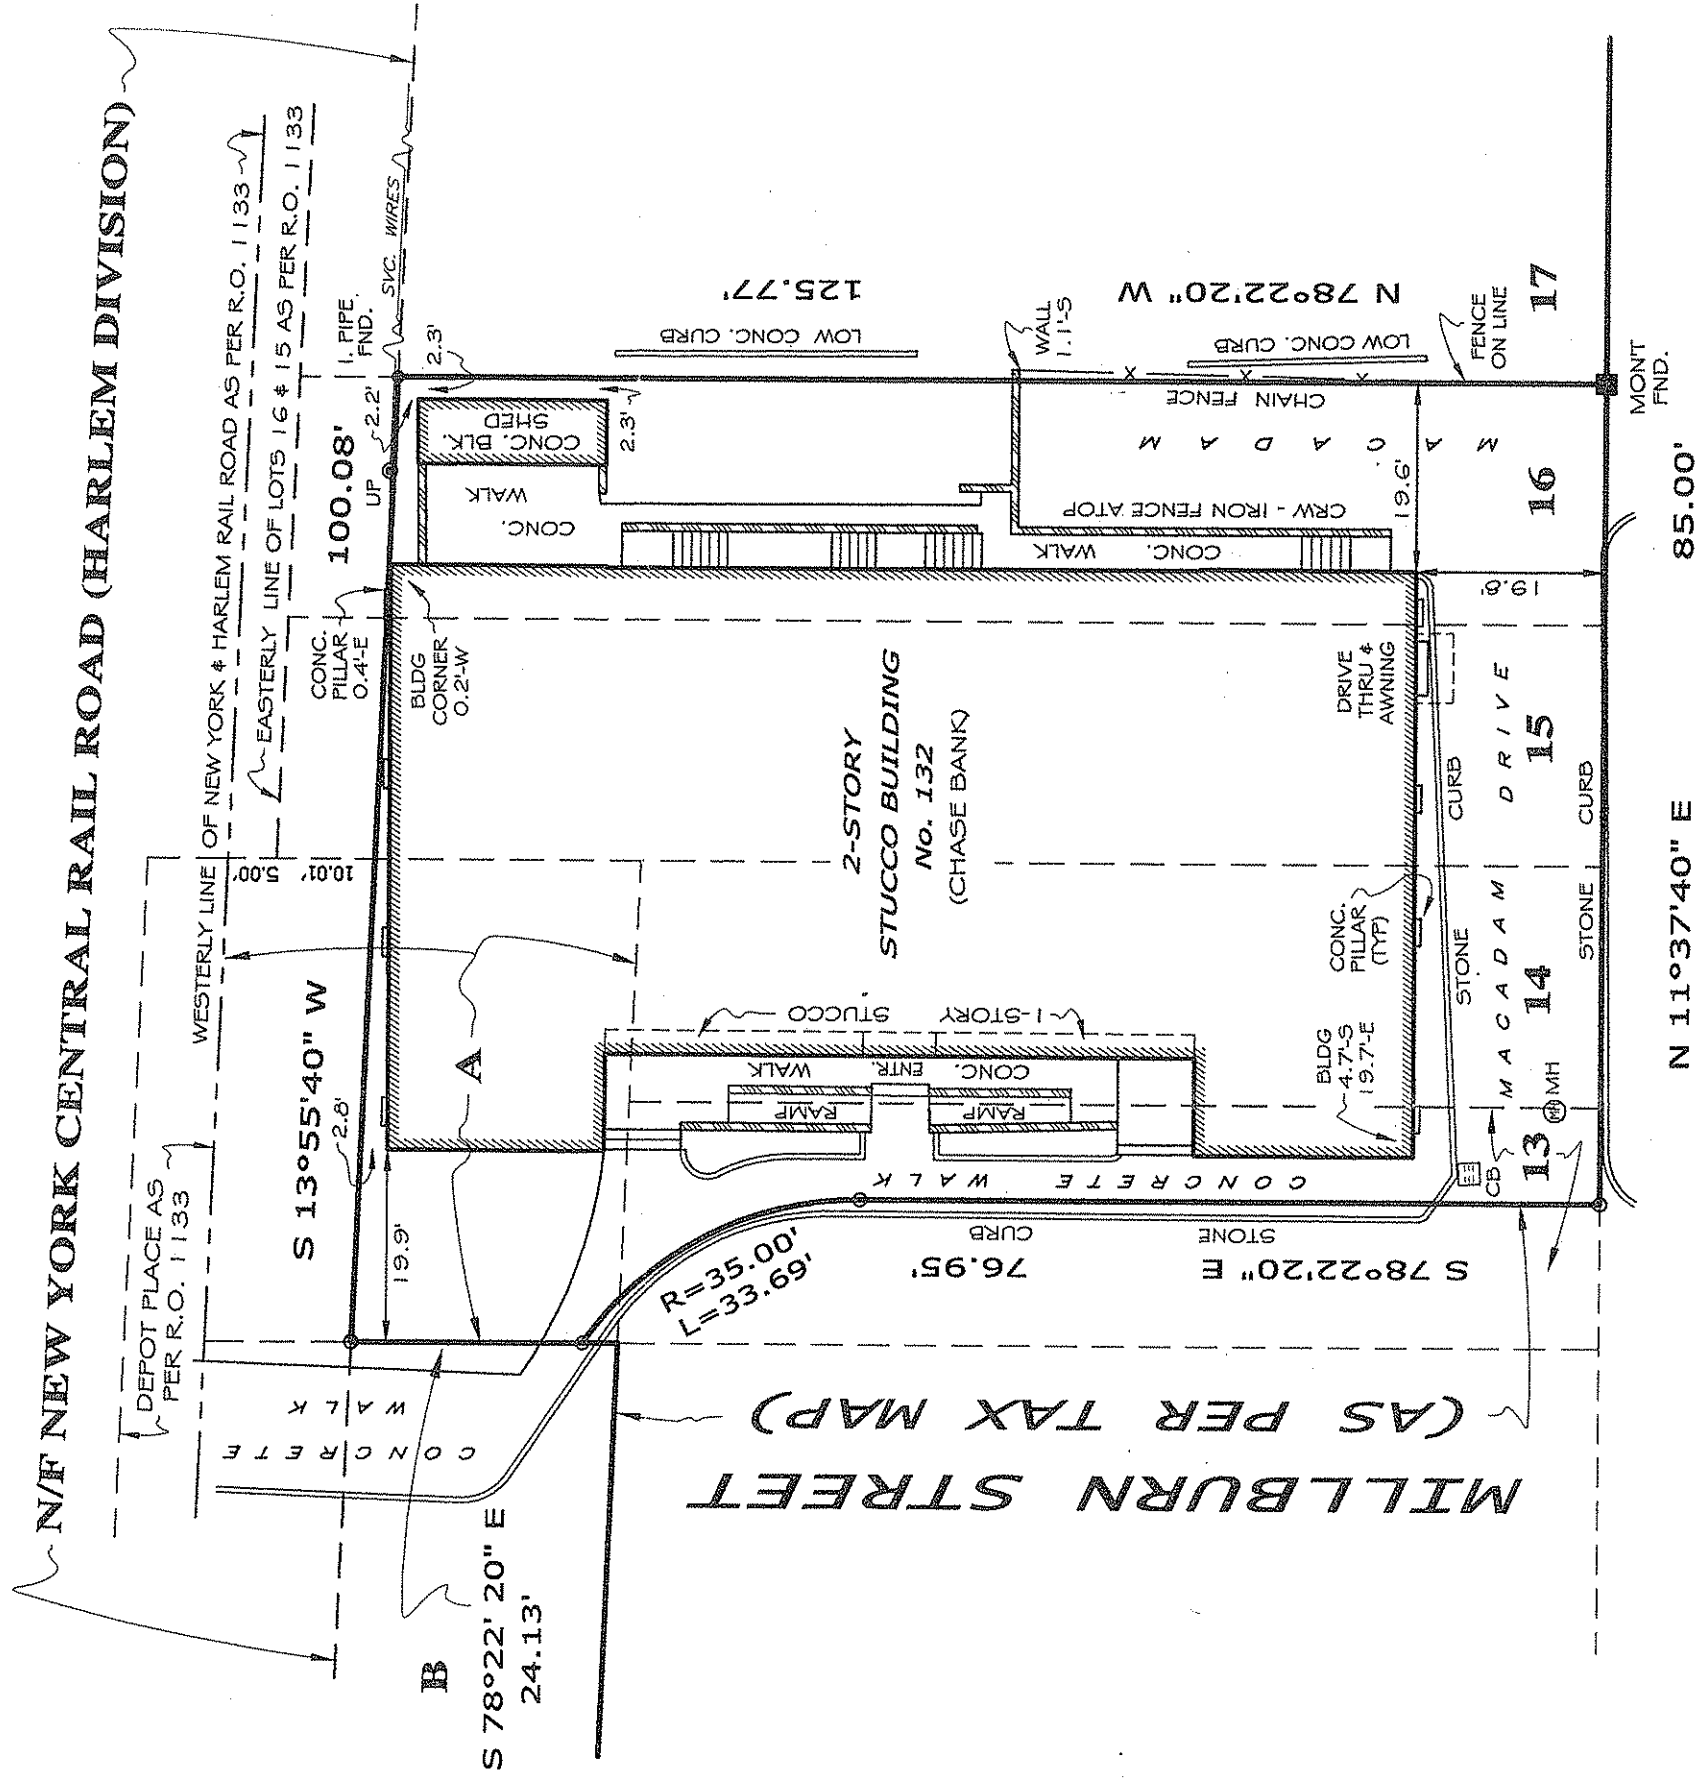 N/F NEW YORK CENTRAL RAIL ROAD (HARLEM DIVISION)
DEPOT PLACE AS
PER R.O. 1133
WESTERLY LINE OF NEW YORK & HARLEM RAIL ROAD AS PER R.O. 1133
EASTERLY LINE OF LOTS 16 & 15 AS PER R.O. 1133
5.00'
10.01'
S 13°55'40" W
100.08'
2.8'
19.9'
CONC.
PILLAR
0.4'-E
BLDG
CORNER
0.2'-W
UP
2.2'
I. PIPE
FND.
SVC. WIRES
2.3'
2.3'
CONC. BLK.
SHED
CONC.
WALK
125.77'
N 78°22'20" W
LOW CONC. CURB
LOW CONC. CURB
WALL
1.1'-S
CHAIN FENCE
FENCE
ON LINE
MACADAM
CRW - IRON FENCE ATOP
CONC. WALK
19.6'
19.8'
17
16
15
14
13
MON'T
FND.
85.00'
N 11°37'40" E
A
2-STORY
STUCCO BUILDING
No. 132
(CHASE BANK)
DRIVE
THRU &
AWNING
CONC.
PILLAR
(TYP)
1-STORY STUCCO
BLDG
4.7'-S
19.7'-E
CONC. ENTR. WALK
RAMP
RAMP
CONCRETE WALK
STONE CURB
STONE CURB
MACADAM DRIVE
MH
MH
CB
STONE CURB
S 78°22'20" E
76.95'
R=35.00'
L=33.69'
CONCRETE
WALK
B
S 78°22' 20" E
24.13'
MILLBURN STREET
(AS PER TAX MAP)